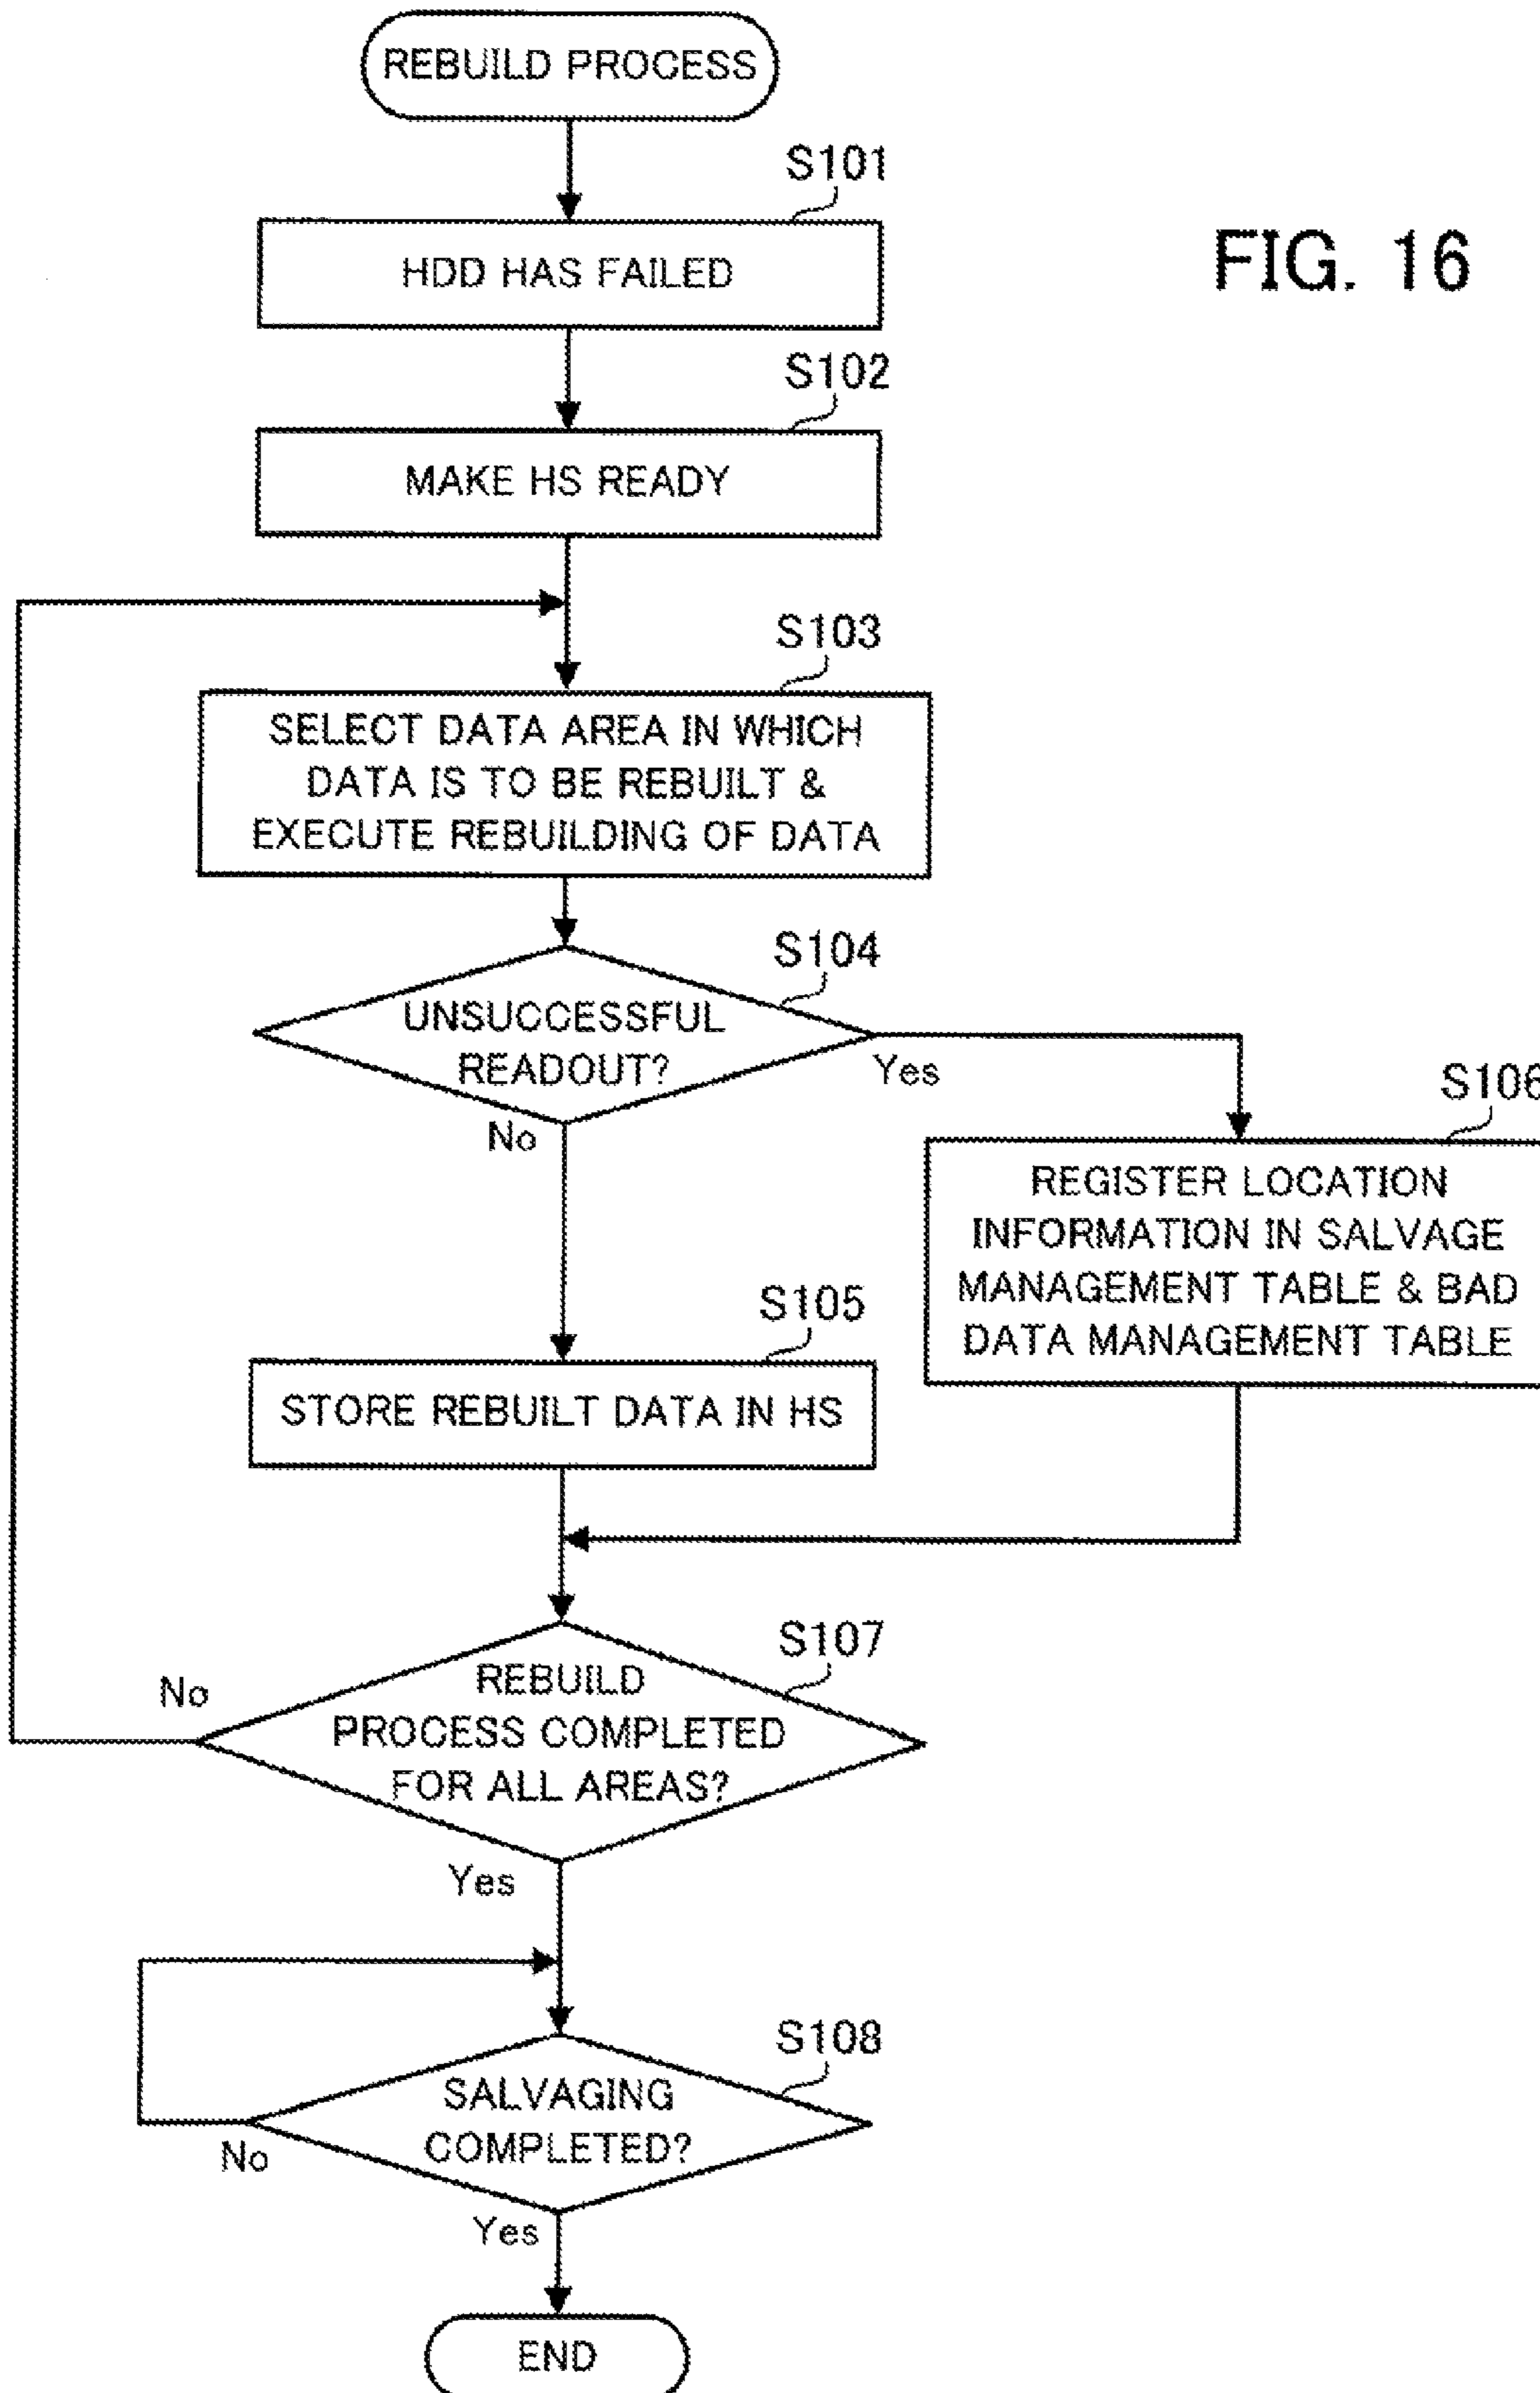 REBUILD PROCESS
S101
HDD HAS FAILED
FIG. 16
S102
MAKE HS READY
S103
SELECT DATA AREA IN WHICH
DATA IS TO BE REBUILT &
EXECUTE REBUILDING OF DATA
S104
UNSUCCESSFUL
READOUT?
Yes
No
S106
REGISTER LOCATION
INFORMATION IN SALVAGE
MANAGEMENT TABLE & BAD
DATA MANAGEMENT TABLE
S105
STORE REBUILT DATA IN HS
S107
REBUILD
PROCESS COMPLETED
FOR ALL AREAS?
No
Yes
S108
SALVAGING
COMPLETED?
No
Yes
END